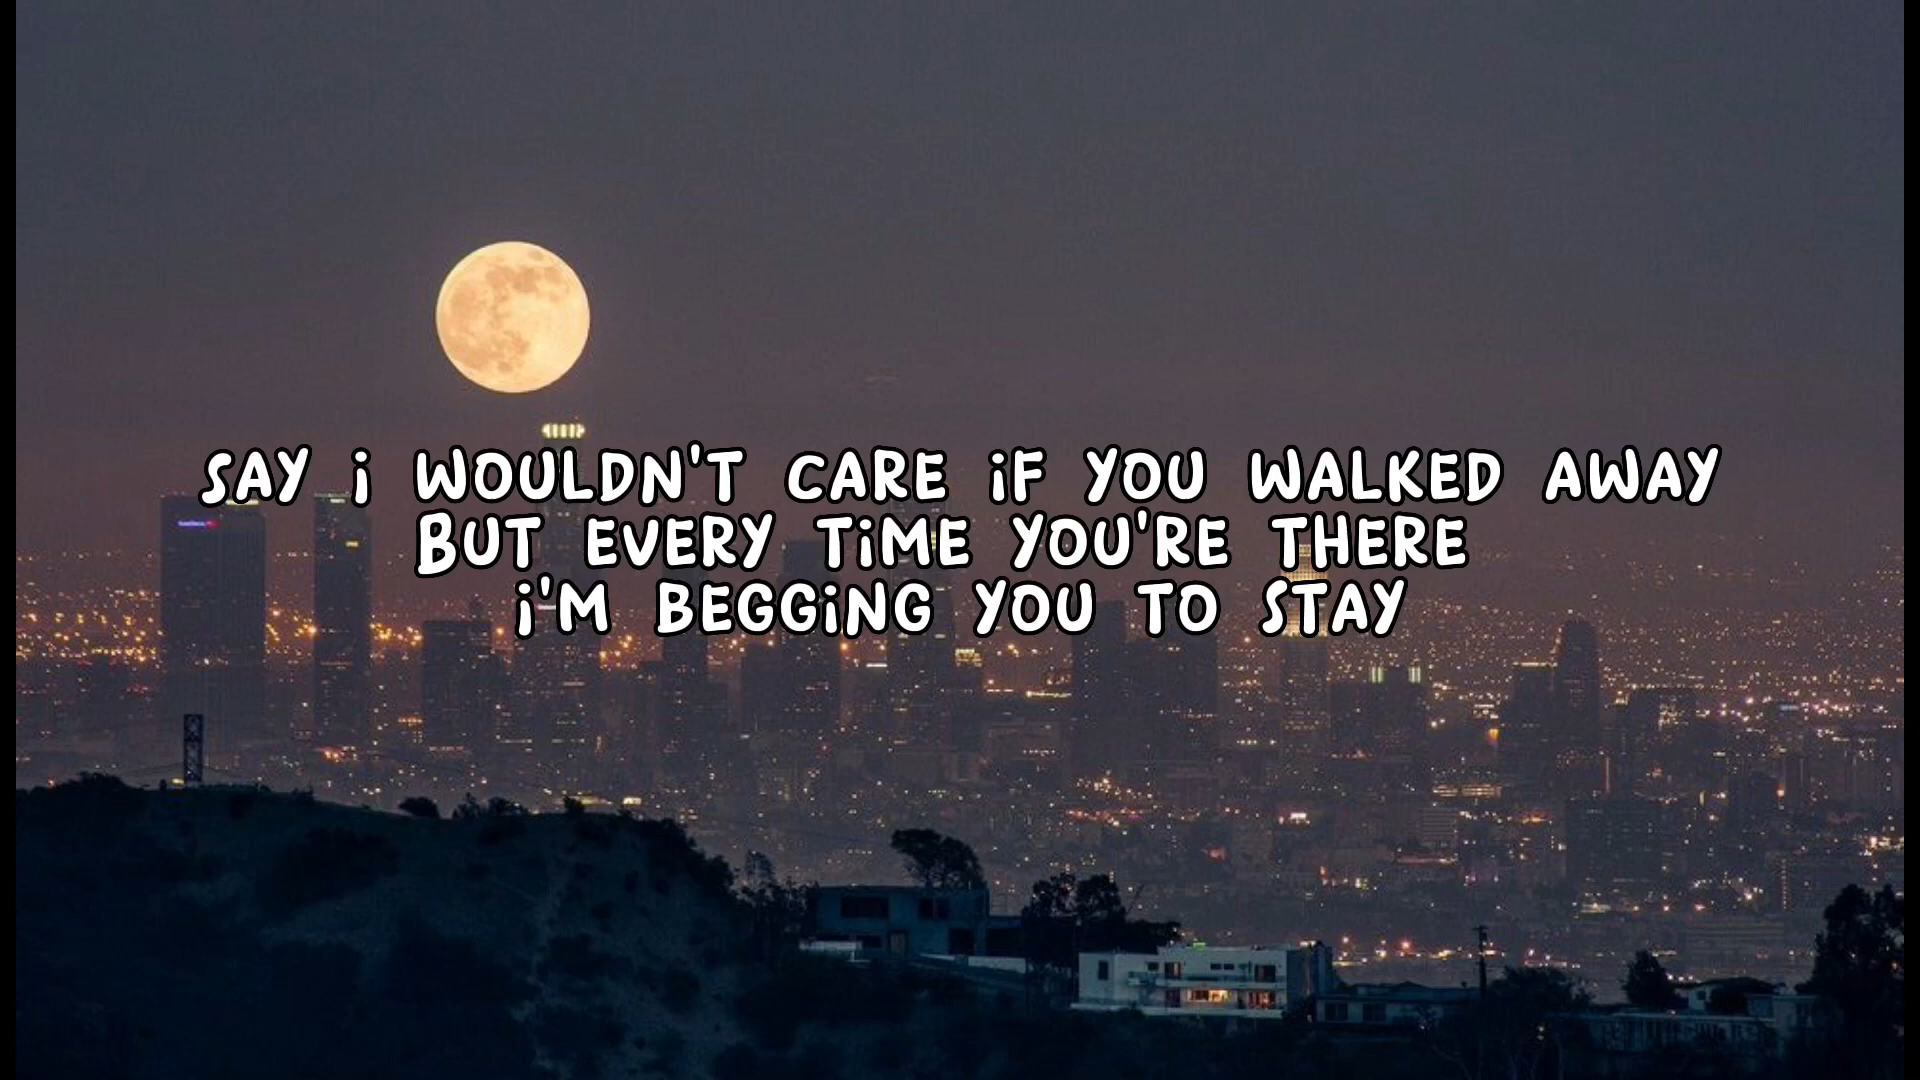 SAY i WOULDN'T CARE iF YOU WALKED AWAY
BUT EVERY TiME YOU'RE THERE
i'M BEGGiNG YOU TO STAY